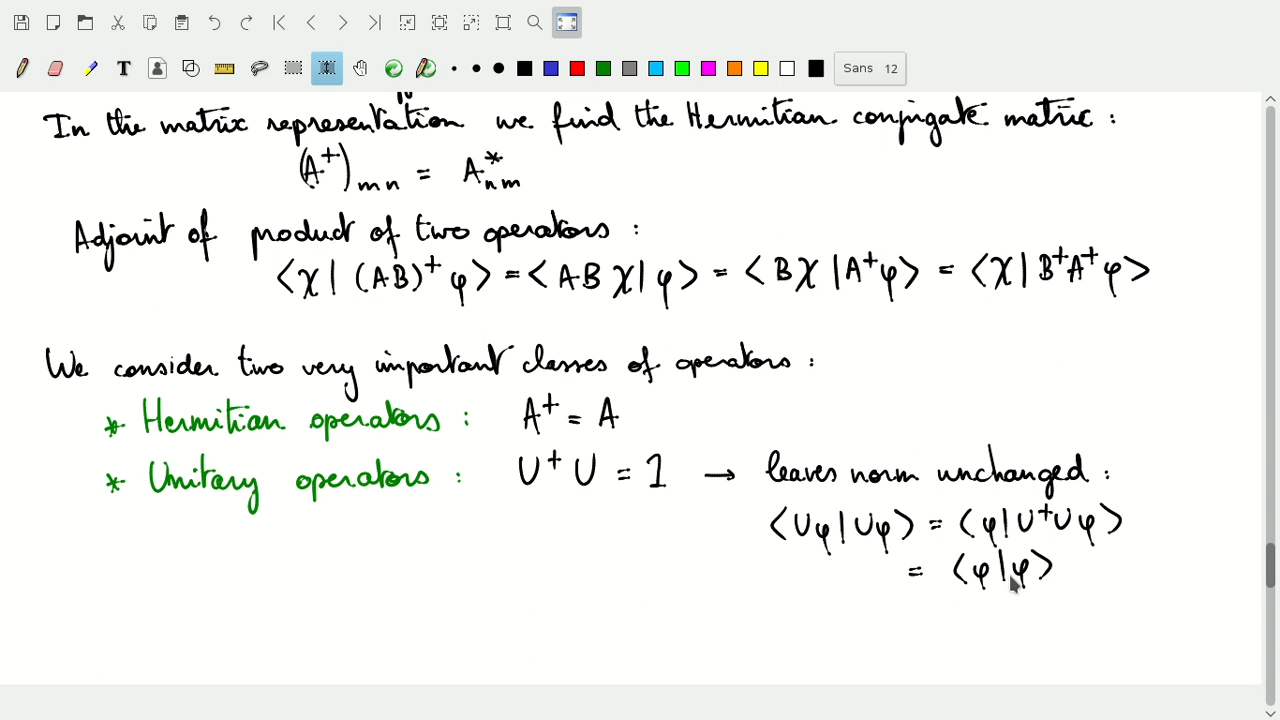 Sans 12
In the matrix representation we find the Hermitian conjugate matrix :
(A⁺)ₘₙ = A*ₙₘ
Adjoint of product of two operators :
⟨χ| (AB)⁺ φ⟩ = ⟨AB χ| φ⟩ = ⟨Bχ |A⁺φ⟩ = ⟨χ| B⁺A⁺ φ⟩
We consider two very important classes of operators :
* Hermitian operators : A⁺ = A
* Unitary operators : U⁺ U = 1 → leaves norm unchanged :
⟨Uφ| Uφ⟩ = ⟨φ| U⁺U φ⟩
= ⟨φ|φ⟩